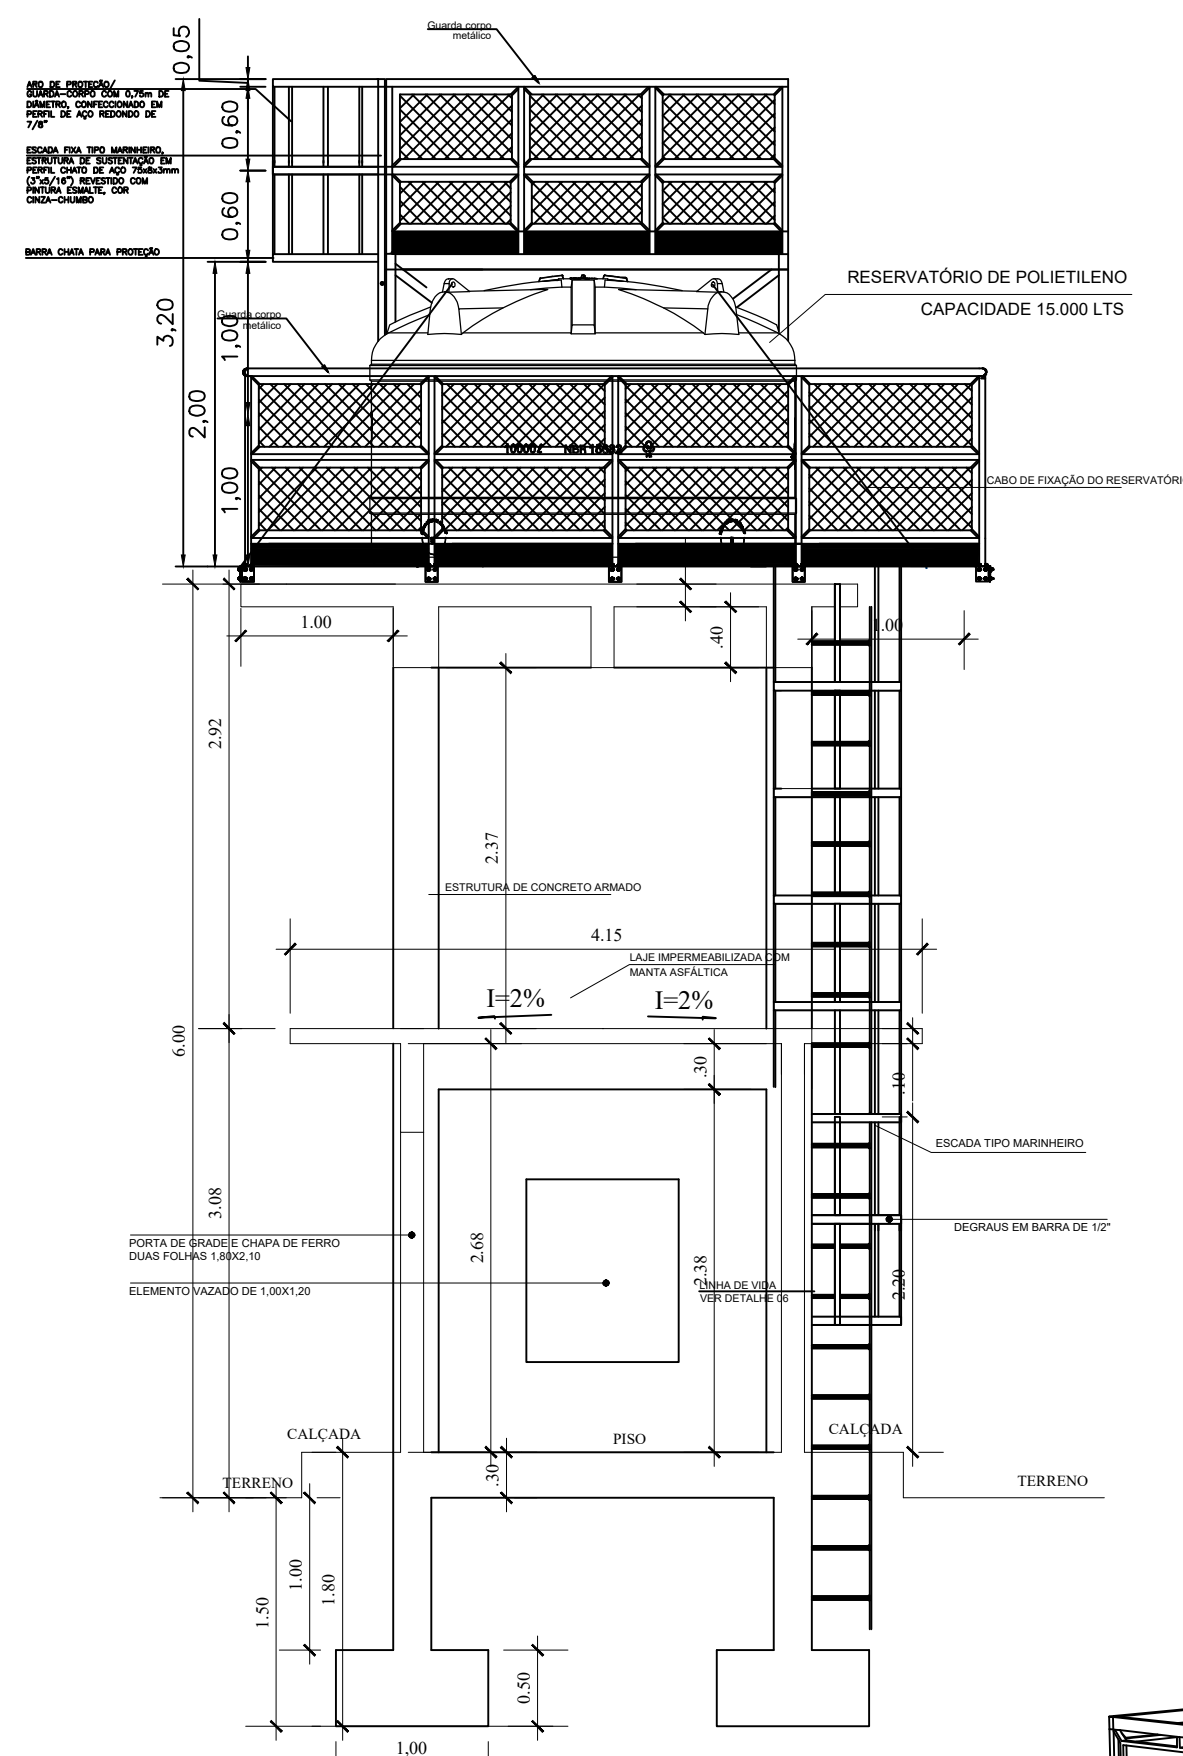 Guarda corpo
metálico
0,05
ARO DE PROTEÇÃO/
GUARDA-CORPO COM 0,75m DE
DIÂMETRO, CONFECCIONADO EM
PERFIL DE AÇO REDONDO DE
7/8"
0,60
ESCADA FIXA TIPO MARINHEIRO,
ESTRUTURA DE SUSTENTAÇÃO EM
PERFIL CHATO DE AÇO 75x8x3mm
(3"x5/16") REVESTIDO COM
PINTURA ESMALTE, COR
CINZA-CHUMBO
0,60
BARRA CHATA PARA PROTEÇÃO
RESERVATÓRIO DE POLIETILENO
CAPACIDADE 15.000 LTS
3,20
Guarda corpo
metálico
1,00
2,00
1,00
CABO DE FIXAÇÃO DO RESERVATÓRI
1.00
.40
1.00
2.92
2.37
ESTRUTURA DE CONCRETO ARMADO
4.15
LAJE IMPERMEABILIZADA COM
MANTA ASFÁLTICA
I=2%
I=2%
6.00
.30
.10
ESCADA TIPO MARINHEIRO
3.08
DEGRAUS EM BARRA DE 1/2"
PORTA DE GRADE E CHAPA DE FERRO
DUAS FOLHAS 1,80X2,10
2.68
2.38
2.20
ELEMENTO VAZADO DE 1,00X1,20
LINHA DE VIDA
VER DETALHE 06
CALÇADA
PISO
CALÇADA
TERRENO
.30
TERRENO
1.00
1.80
1.50
0.50
1,00